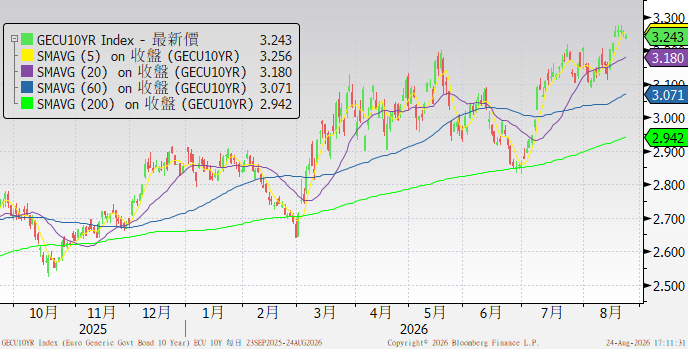 GECU10YR Index - 最新價 3.243
SMAVG (5) on 收盤 (GECU10YR) 3.256
SMAVG (20) on 收盤 (GECU10YR) 3.180
SMAVG (60) on 收盤 (GECU10YR) 3.071
SMAVG (200) on 收盤 (GECU10YR) 2.942
3.300
3.243
3.180
3.100
3.071
3.000
2.942
2.900
2.800
2.700
2.600
2.500
10月 11月 12月 1月 2月 3月 4月 5月 6月 7月 8月
2025 2026
GECU10YR Index (Euro Generic Govt Bond 10 Year) ECU 10Y 每日 23SEP2025-24AUG2026 Copyright© 2026 Bloomberg Finance L.P. 24-Aug-2026 17:11:31